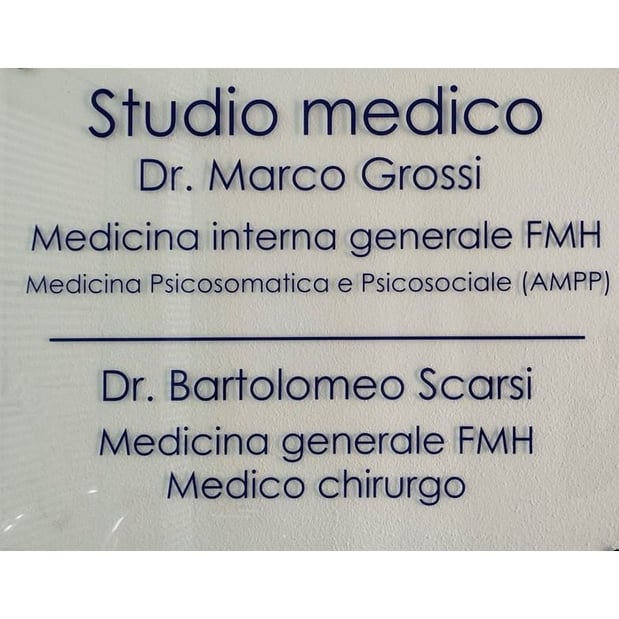 Studio medico
Dr. Marco Grossi
Medicina interna generale FMH
Medicina Psicosomatica e Psicosociale (AMPP)
Dr. Bartolomeo Scarsi
Medicina generale FMH
Medico chirurgo